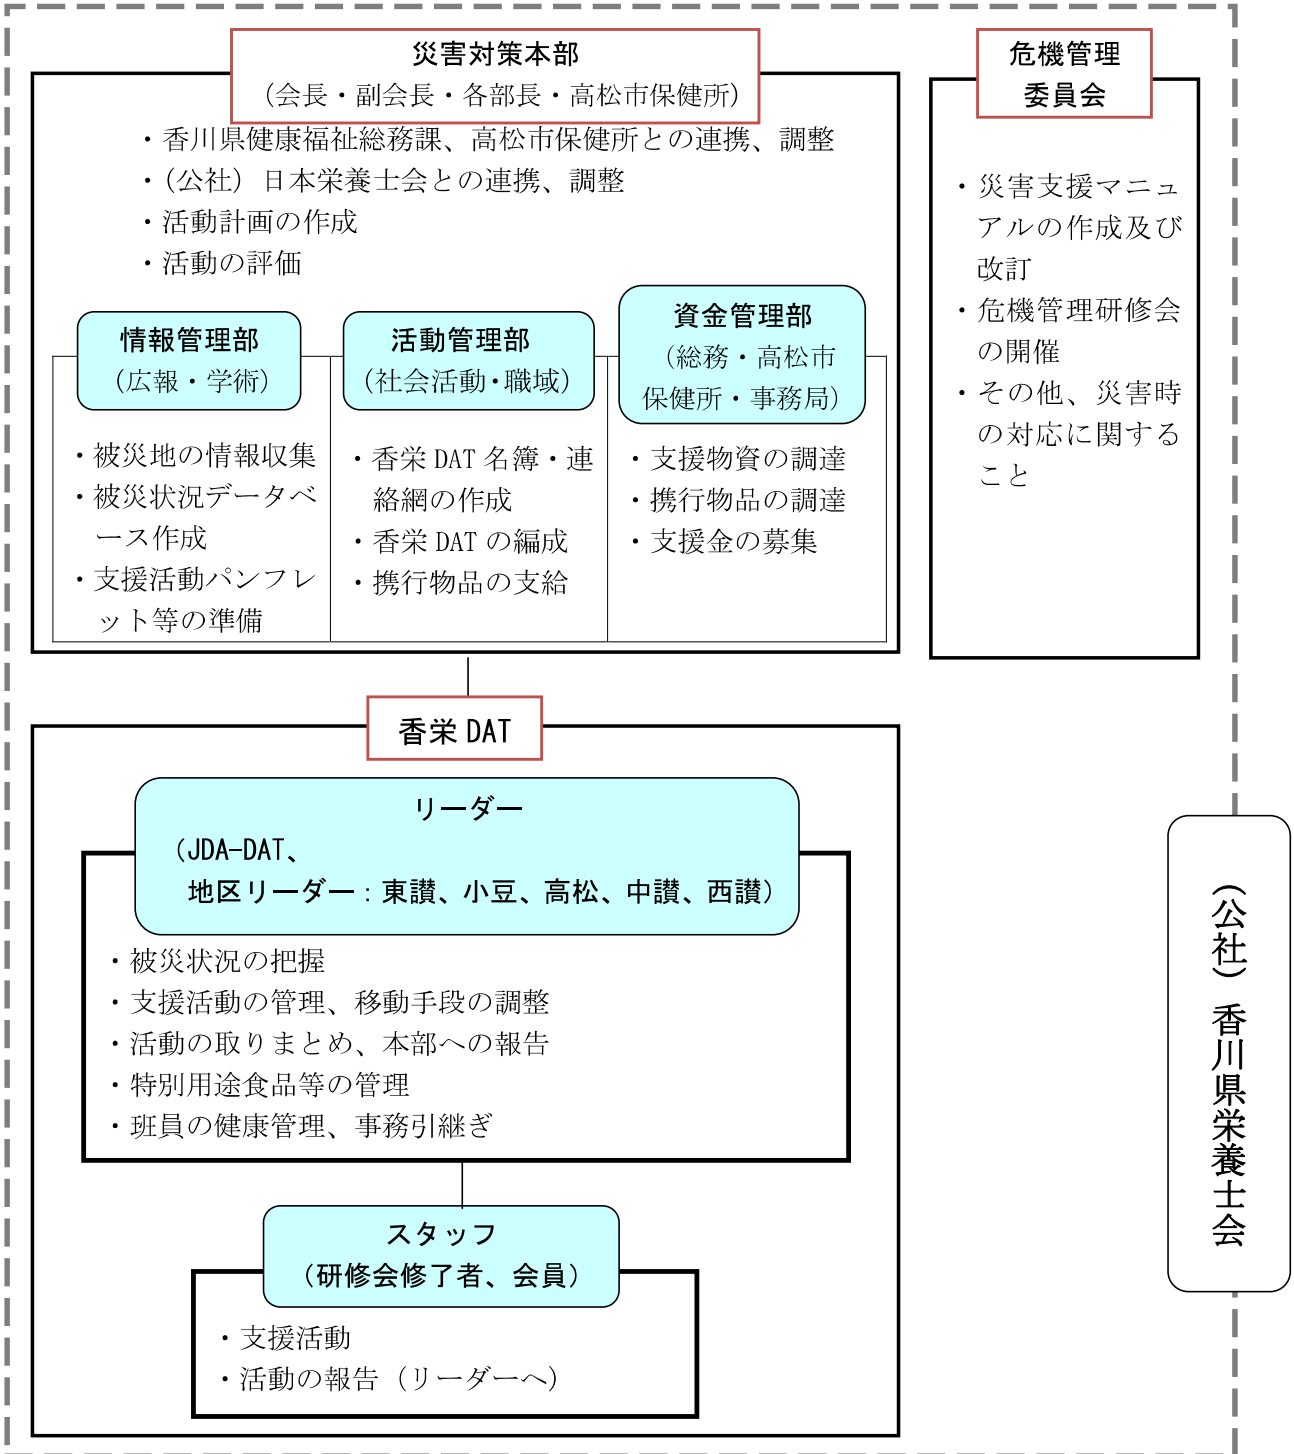 災害対策本部
（会長・副会長・各部長・高松市保健所）
・香川県健康福祉総務課、高松市保健所との連携、調整
・（公社）日本栄養士会との連携、調整
・活動計画の作成
・活動の評価
情報管理部
（広報・学術）
・被災地の情報収集
・被災状況データベ
ース作成
・支援活動パンフレ
ット等の準備
活動管理部
（社会活動・職域）
・香栄 DAT 名簿・連
絡網の作成
・香栄 DAT の編成
・携行物品の支給
資金管理部
（総務・高松市
保健所・事務局）
・支援物資の調達
・携行物品の調達
・支援金の募集
危機管理
委員会
・災害支援マニュ
アルの作成及び
改訂
・危機管理研修会
の開催
・その他、災害時
の対応に関する
こと
香栄 DAT
リーダー
（JDA-DAT、
地区リーダー：東讃、小豆、高松、中讃、西讃）
・被災状況の把握
・支援活動の管理、移動手段の調整
・活動の取りまとめ、本部への報告
・特別用途食品等の管理
・班員の健康管理、事務引継ぎ
スタッフ
（研修会修了者、会員）
・支援活動
・活動の報告（リーダーへ）
（公社）香川県栄養士会